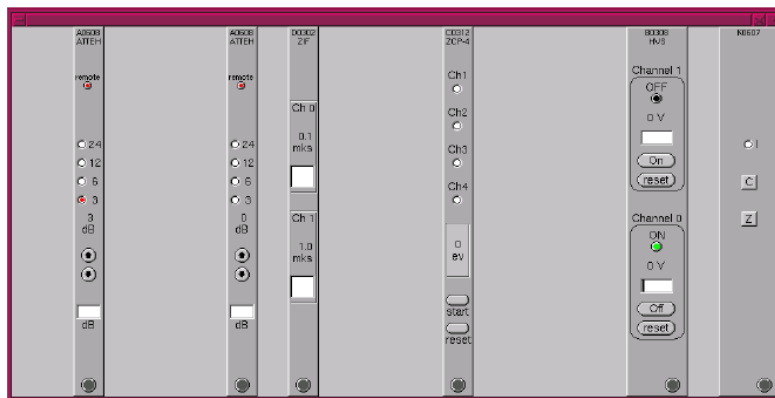 A0608
ATTEH
remote
24
12
6
3
3
dB
dB
A0608
ATTEH
remote
24
12
6
3
0
dB
dB
D0302
ZIF
Ch 0
0.1
mks
Ch 1
1.0
mks
C0312
ZCP-4
Ch1
Ch2
Ch3
Ch4
0
ev
start
reset
B0308
HVS
Channel 1
OFF
0 V
On
reset
Channel 0
ON
0 V
Off
reset
K0607
I
C
Z